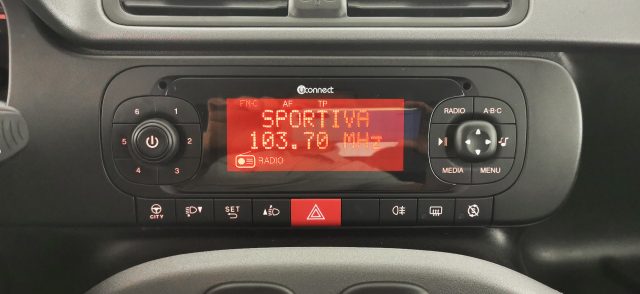 Uconnect
FM-C AF TP
SPORTIVA
103.70 MHz
RADIO
6 1
5 2
4 3
RADIO A·B·C
MEDIA MENU
CITY SET